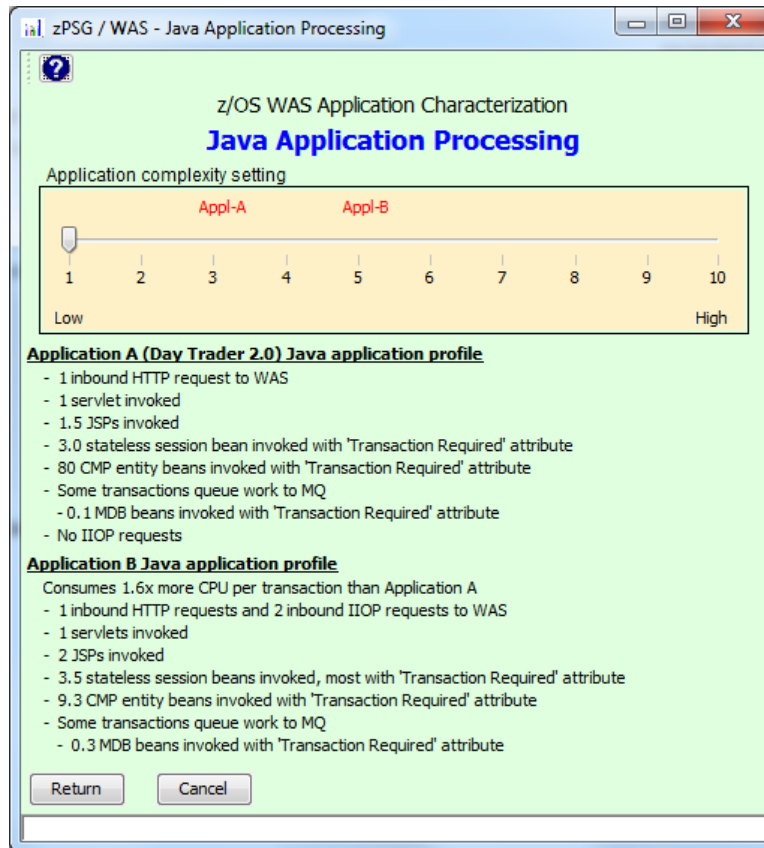 zPSG / WAS - Java Application Processing
?
z/OS WAS Application Characterization
Java Application Processing
Application complexity setting
Appl-A Appl-B
1 2 3 4 5 6 7 8 9 10
Low High
Application A (Day Trader 2.0) Java application profile
- 1 inbound HTTP request to WAS
- 1 servlet invoked
- 1.5 JSPs invoked
- 3.0 stateless session bean invoked with 'Transaction Required' attribute
- 80 CMP entity beans invoked with 'Transaction Required' attribute
- Some transactions queue work to MQ
- 0.1 MDB beans invoked with 'Transaction Required' attribute
- No IIOP requests
Application B Java application profile
Consumes 1.6x more CPU per transaction than Application A
- 1 inbound HTTP requests and 2 inbound IIOP requests to WAS
- 1 servlets invoked
- 2 JSPs invoked
- 3.5 stateless session beans invoked, most with 'Transaction Required' attribute
- 9.3 CMP entity beans invoked with 'Transaction Required' attribute
- Some transactions queue work to MQ
- 0.3 MDB beans invoked with 'Transaction Required' attribute
Return Cancel